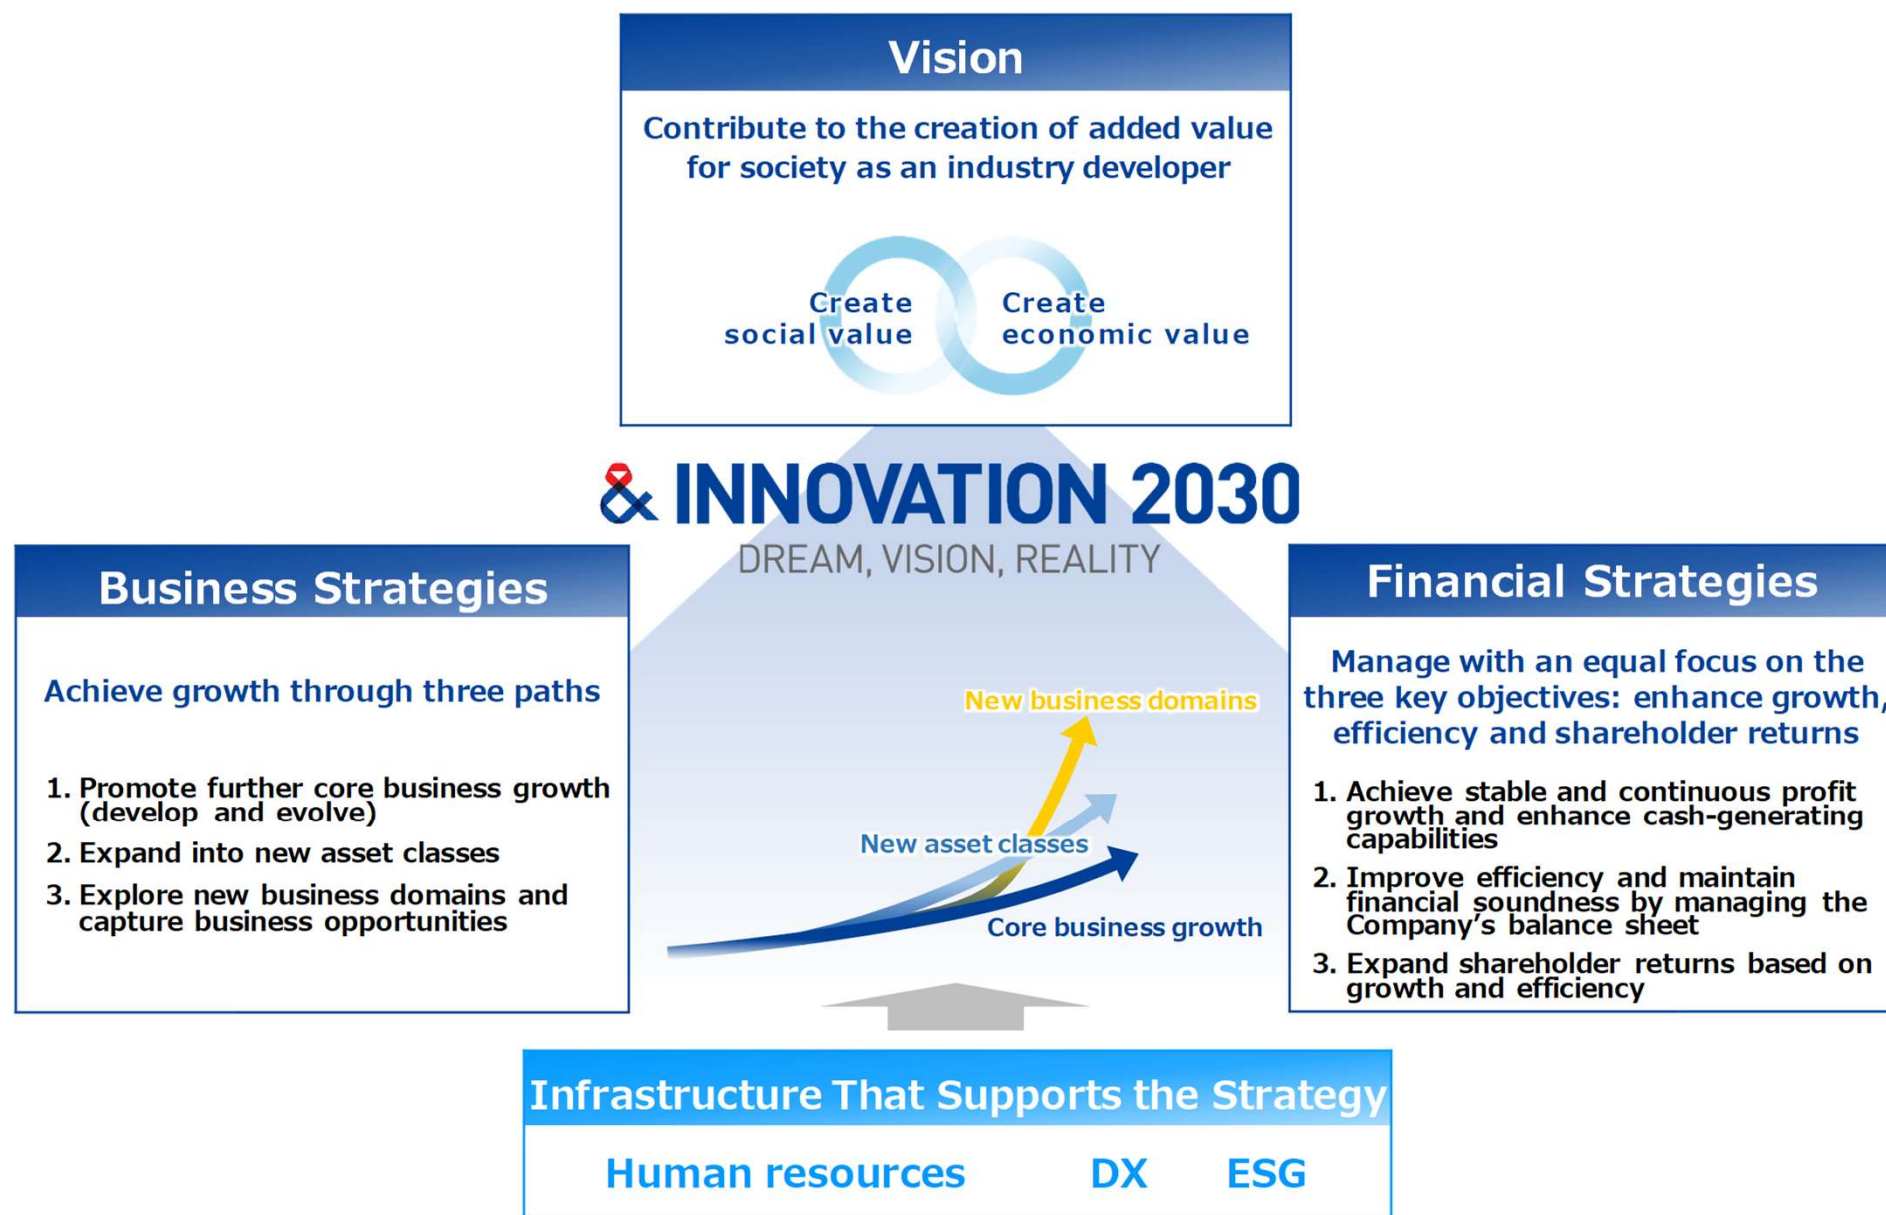 Vision
Contribute to the creation of added value
for society as an industry developer
Create
social value
Create
economic value
& INNOVATION 2030
DREAM, VISION, REALITY
Business Strategies
Achieve growth through three paths
1. Promote further core business growth
(develop and evolve)
2. Expand into new asset classes
3. Explore new business domains and
capture business opportunities
New business domains
New asset classes
Core business growth
Financial Strategies
Manage with an equal focus on the
three key objectives: enhance growth,
efficiency and shareholder returns
1. Achieve stable and continuous profit
growth and enhance cash-generating
capabilities
2. Improve efficiency and maintain
financial soundness by managing the
Company’s balance sheet
3. Expand shareholder returns based on
growth and efficiency
Infrastructure That Supports the Strategy
Human resources DX ESG